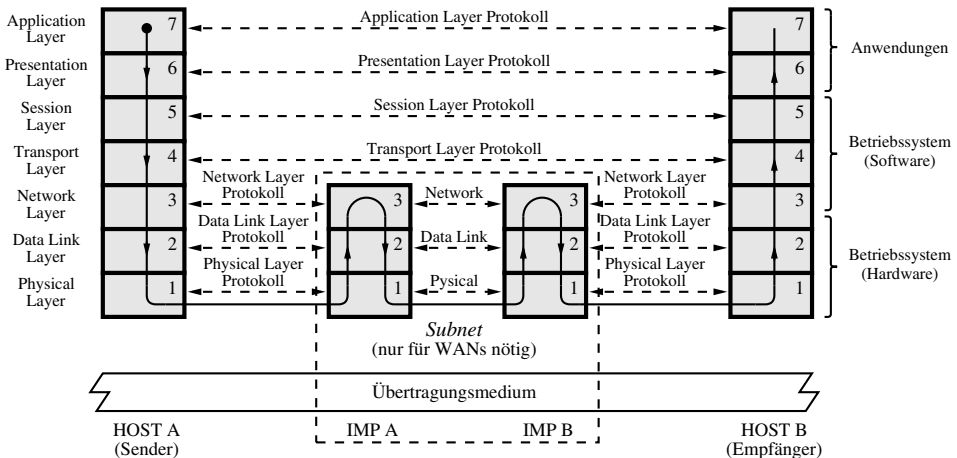 Application
Layer
7
Application Layer Protokoll
7
Anwendungen
Presentation
Layer
6
Presentation Layer Protokoll
6
Session
Layer
5
Session Layer Protokoll
5
Betriebssystem
(Software)
Transport
Layer
4
Transport Layer Protokoll
4
Network
Layer
3
Network Layer
Protokoll
3
Network
3
Network Layer
Protokoll
3
Data Link
Layer
2
Data Link Layer
Protokoll
2
Data Link
2
Data Link Layer
Protokoll
2
Betriebssystem
(Hardware)
Physical
Layer
1
Physical Layer
Protokoll
1
Pysical
1
Physical Layer
Protokoll
1
Subnet
(nur für WANs nötig)
Übertragungsmedium
HOST A
(Sender)
IMP A
IMP B
HOST B
(Empfänger)